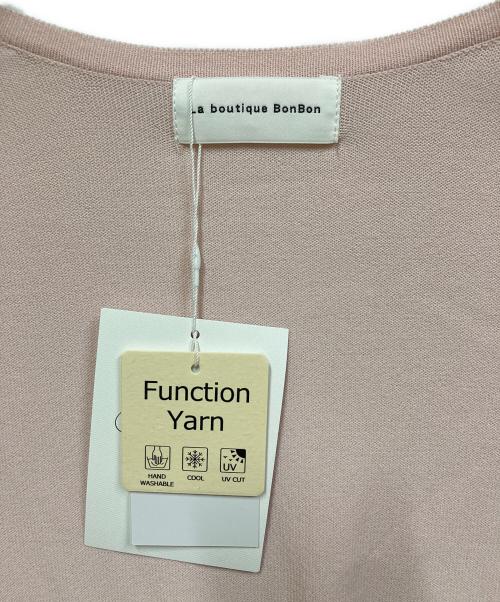 La boutique BonBon
Function
Yarn
UV
HAND
WASHABLE
COOL
UV CUT